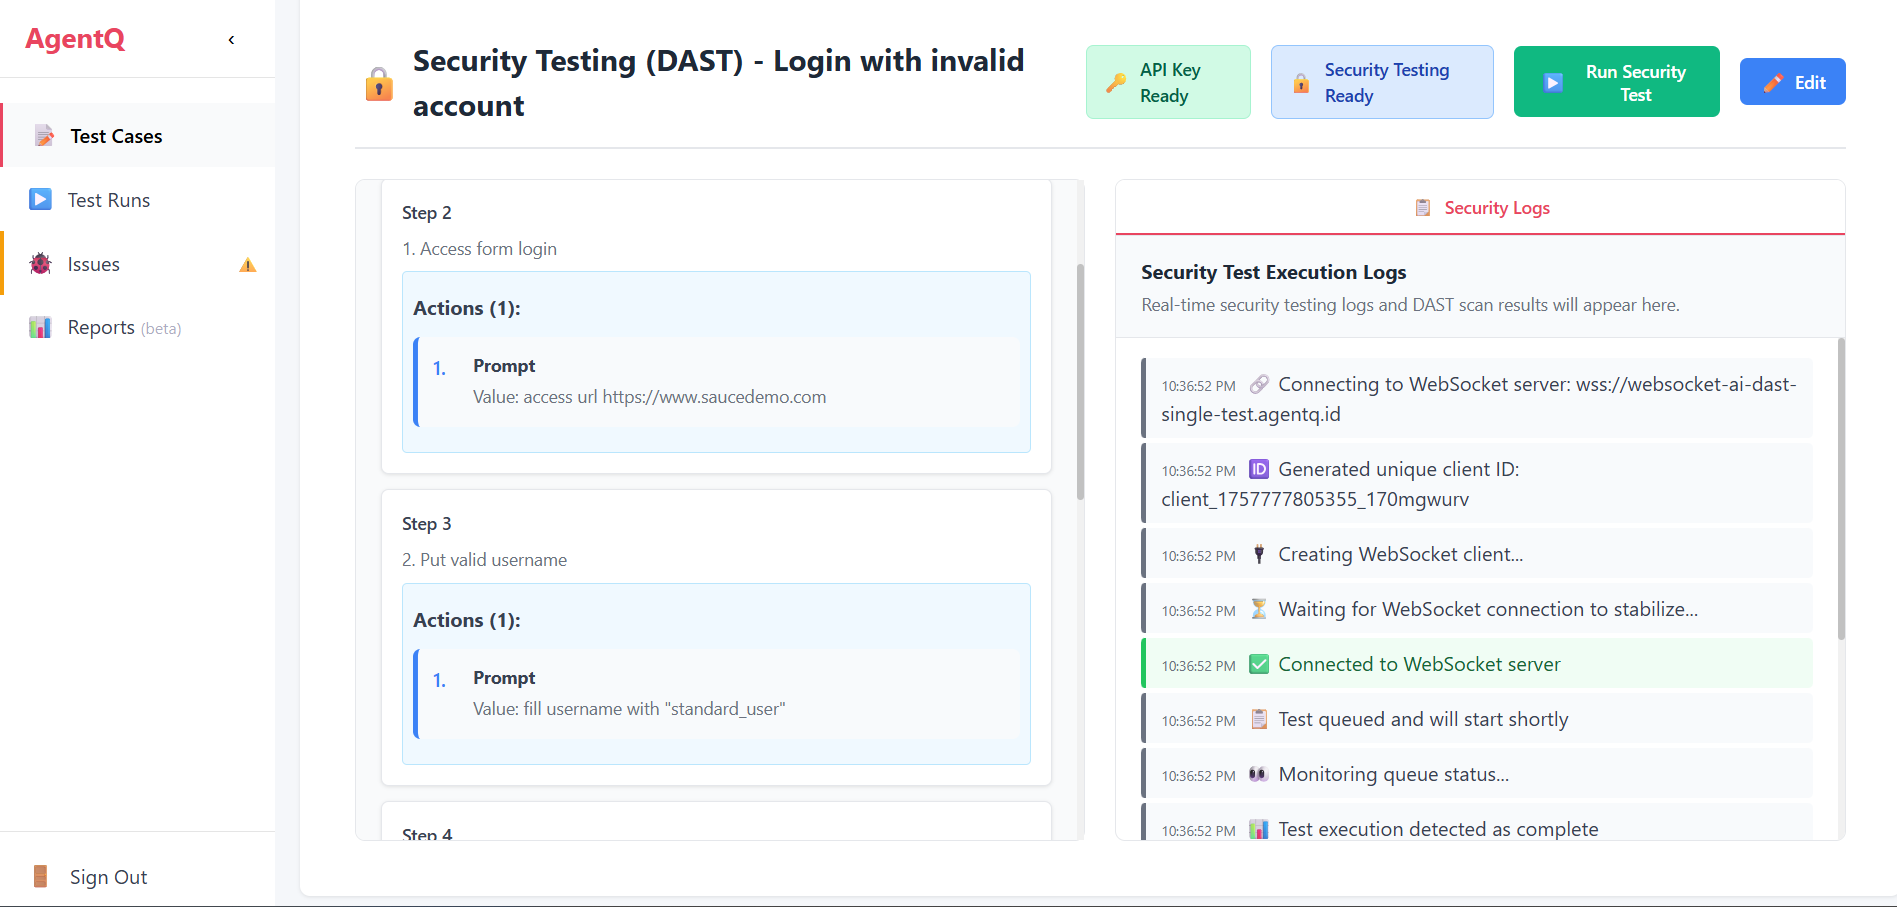 AgentQ
Test Cases
Test Runs
Issues
Reports (beta)
Sign Out
Security Testing (DAST) - Login with invalid
account
API Key
Ready
Security Testing
Ready
Run Security
Test
Edit
Step 2
1. Access form login
Actions (1):
1. Prompt
Value: access url https://www.saucedemo.com
Step 3
2. Put valid username
Actions (1):
1. Prompt
Value: fill username with "standard_user"
Step 4
Security Logs
Security Test Execution Logs
Real-time security testing logs and DAST scan results will appear here.
10:36:52 PM 🔗 Connecting to WebSocket server: wss://websocket-ai-dast-
single-test.agentq.id
10:36:52 PM 🆔 Generated unique client ID:
client_1757777805355_170mgwurv
10:36:52 PM 🔌 Creating WebSocket client...
10:36:52 PM ⏳ Waiting for WebSocket connection to stabilize...
10:36:52 PM ✅ Connected to WebSocket server
10:36:52 PM 📋 Test queued and will start shortly
10:36:52 PM 👀 Monitoring queue status...
10:36:52 PM 📊 Test execution detected as complete